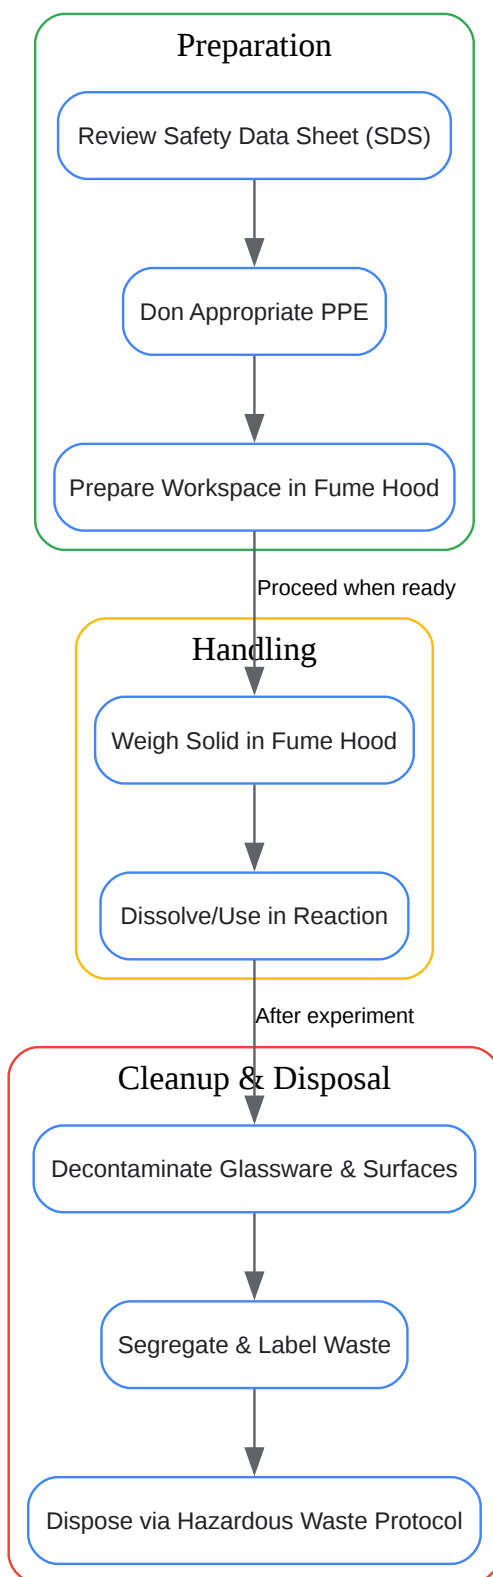 Preparation
Review Safety Data Sheet (SDS)
Don Appropriate PPE
Prepare Workspace in Fume Hood
Proceed when ready
Handling
Weigh Solid in Fume Hood
Dissolve/Use in Reaction
After experiment
Cleanup & Disposal
Decontaminate Glassware & Surfaces
Segregate & Label Waste
Dispose via Hazardous Waste Protocol